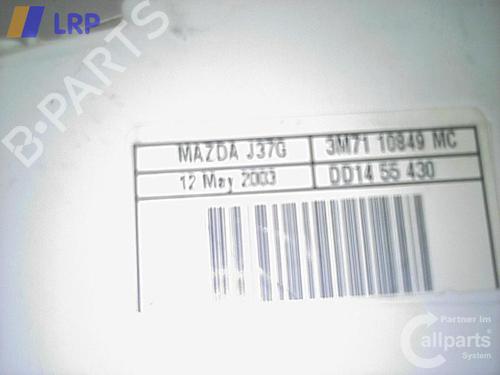 LRP
B-PARTS
MAZDA J37G
3M71 10849 MC
12 May 2003
DD14 55 430
Partner im
Callparts
System